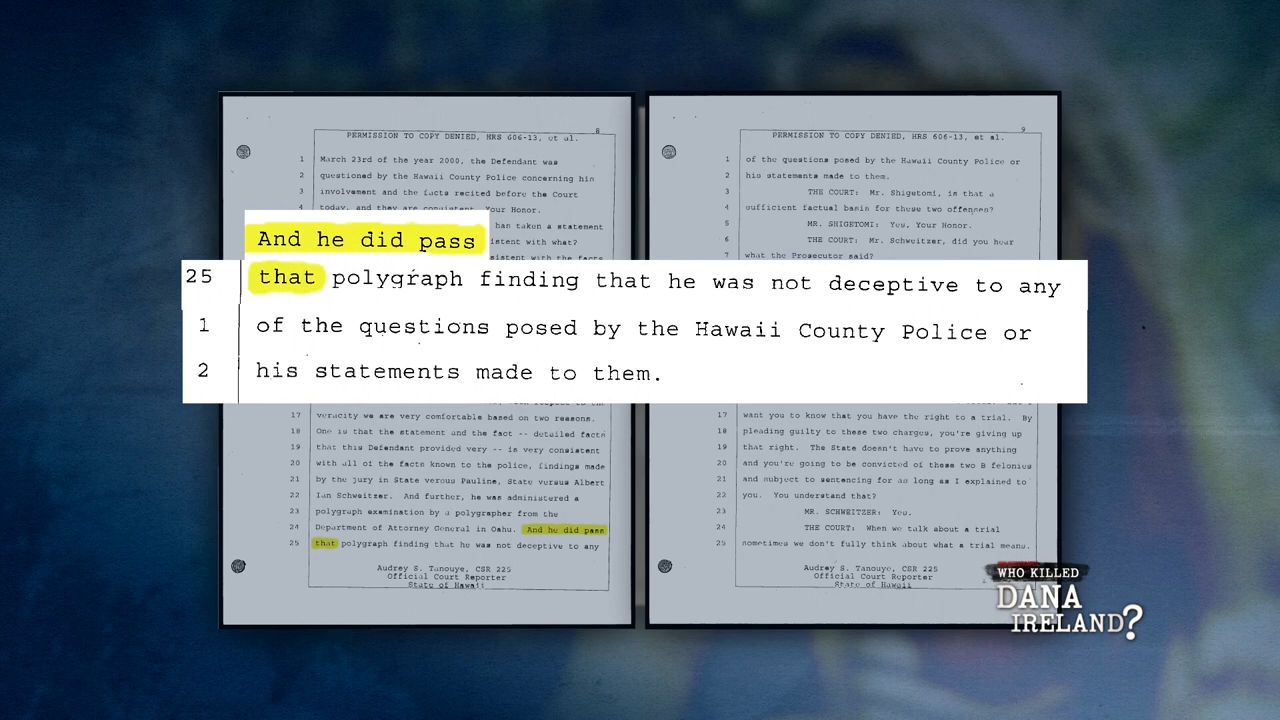 8
PERMISSION TO COPY DENIED, HRS 606-13, et al.
1 March 23rd of the year 2000, the Defendant was
2 questioned by the Hawaii County Police concerning his
3 involvement and the facts recited before the Court
4 today, and they are consistent, Your Honor.
has taken a statement
istent with what?
sistent with the facts
And he did pass
25 that polygraph finding that he was not deceptive to any
1 of the questions posed by the Hawaii County Police or
2 his statements made to them.
17 veracity we are very comfortable based on two reasons.
18 One is that the statement and the fact -- detailed facts
19 that this Defendant provided very -- is very consistent
20 with all of the facts known to the police, findings made
21 by the jury in State versus Pauline, State versus Albert
22 Ian Schweitzer. And further, he was administered a
23 polygraph examination by a polygrapher from the
24 Department of Attorney General in Oahu. And he did pass
25 that polygraph finding that he was not deceptive to any
Audrey S. Tanouye, CSR 225
Official Court Reporter
State of Hawaii
9
PERMISSION TO COPY DENIED, HRS 606-13, et al.
1 of the questions posed by the Hawaii County Police or
2 his statements made to them.
3 THE COURT: Mr. Shigetomi, is that a
4 sufficient factual basis for these two offenses?
5 MR. SHIGETOMI: Yes, Your Honor.
6 THE COURT: Mr. Schweitzer, did you hear
7 what the Prosecutor said?
17 want you to know that you have the right to a trial. By
18 pleading guilty to these two charges, you're giving up
19 that right. The State doesn't have to prove anything
20 and you're going to be convicted of these two B felonies
21 and subject to sentencing for as long as I explained to
22 you. You understand that?
23 MR. SCHWEITZER: Yes.
24 THE COURT: When we talk about a trial
25 sometimes we don't fully think about what a trial means.
Audrey S. Tanouye, CSR 225
Official Court Reporter
State of Hawaii
WHO KILLED
DANA
IRELAND?